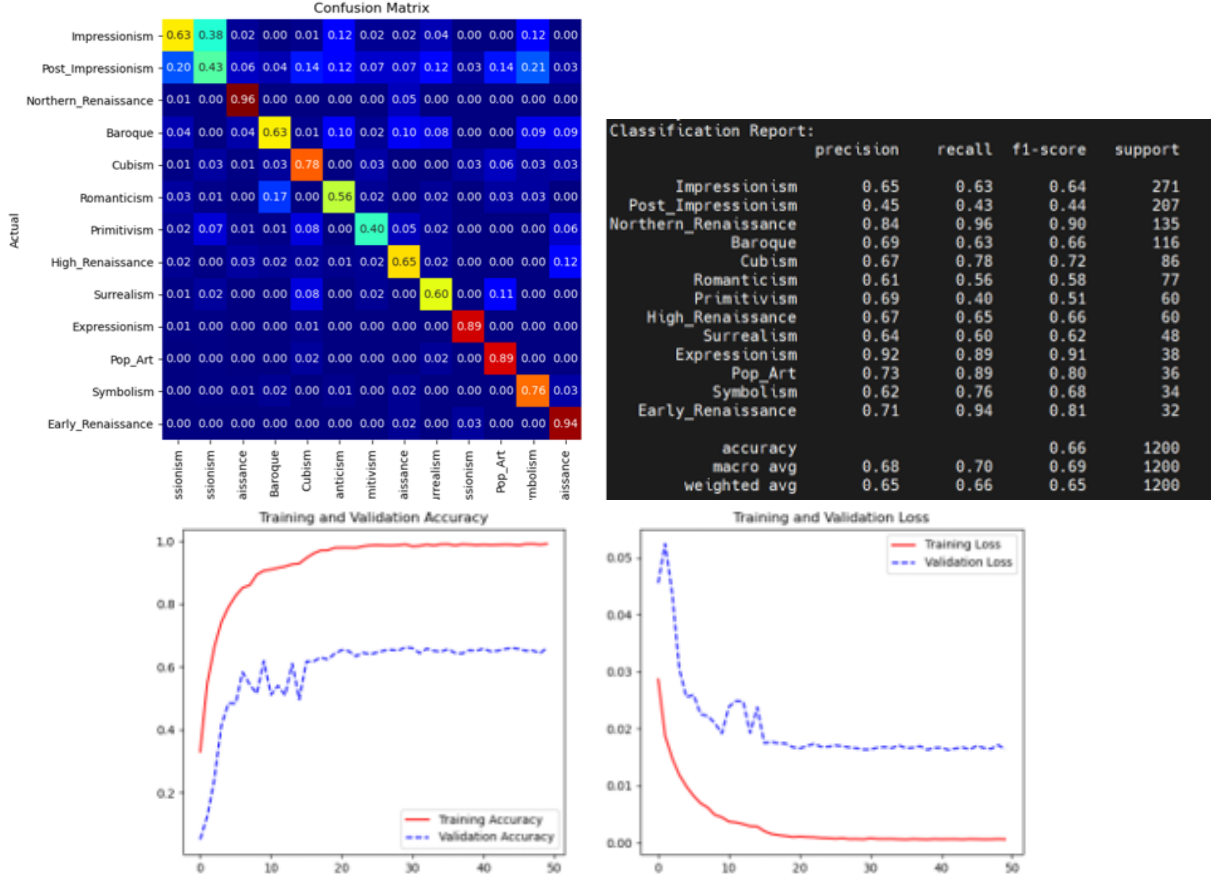 Confusion Matrix
Actual
Impressionism 0.63 0.38 0.02 0.00 0.01 0.12 0.02 0.02 0.04 0.00 0.00 0.12 0.00
Post_Impressionism 0.20 0.43 0.06 0.04 0.14 0.12 0.07 0.07 0.12 0.03 0.14 0.21 0.03
Northern_Renaissance 0.01 0.00 0.96 0.00 0.00 0.00 0.00 0.05 0.00 0.00 0.00 0.00 0.00
Baroque 0.04 0.00 0.04 0.63 0.01 0.10 0.02 0.10 0.08 0.00 0.00 0.09 0.09
Cubism 0.01 0.03 0.01 0.03 0.78 0.00 0.03 0.00 0.00 0.03 0.06 0.03 0.03
Romanticism 0.03 0.01 0.00 0.17 0.00 0.56 0.02 0.00 0.02 0.00 0.03 0.03 0.00
Primitivism 0.02 0.07 0.01 0.01 0.08 0.00 0.40 0.05 0.02 0.00 0.00 0.00 0.06
High_Renaissance 0.02 0.00 0.03 0.02 0.02 0.01 0.02 0.65 0.02 0.00 0.00 0.00 0.12
Surrealism 0.01 0.02 0.00 0.00 0.08 0.00 0.02 0.00 0.60 0.02 0.11 0.00 0.00
Expressionism 0.01 0.00 0.00 0.00 0.01 0.00 0.00 0.00 0.00 0.89 0.00 0.00 0.00
Pop_Art 0.00 0.00 0.00 0.00 0.02 0.00 0.00 0.00 0.02 0.00 0.89 0.00 0.00
Symbolism 0.00 0.00 0.01 0.02 0.00 0.01 0.00 0.02 0.00 0.00 0.00 0.76 0.03
Early_Renaissance 0.00 0.00 0.00 0.00 0.00 0.00 0.00 0.02 0.00 0.03 0.00 0.00 0.94
ssionism
ssionism
aissance
Baroque
Cubism
anticism
mitivism
aissance
urrealism
ssionism
Pop_Art
ymbolism
aissance
Classification Report:
precision recall f1-score support
Impressionism 0.65 0.63 0.64 271
Post_Impressionism 0.45 0.43 0.44 207
Northern_Renaissance 0.84 0.96 0.90 135
Baroque 0.69 0.63 0.66 116
Cubism 0.67 0.78 0.72 86
Romanticism 0.61 0.56 0.58 77
Primitivism 0.69 0.40 0.51 60
High_Renaissance 0.67 0.65 0.66 60
Surrealism 0.64 0.60 0.62 48
Expressionism 0.92 0.89 0.91 38
Pop_Art 0.73 0.89 0.80 36
Symbolism 0.62 0.76 0.68 34
Early_Renaissance 0.71 0.94 0.81 32
accuracy 0.66 1200
macro avg 0.68 0.70 0.69 1200
weighted avg 0.65 0.66 0.65 1200
Training and Validation Accuracy
1.0
0.8
0.6
0.4
0.2
Training Accuracy
Validation Accuracy
0 10 20 30 40 50
Training and Validation Loss
Training Loss
Validation Loss
0.05
0.04
0.03
0.02
0.01
0.00
0 10 20 30 40 50